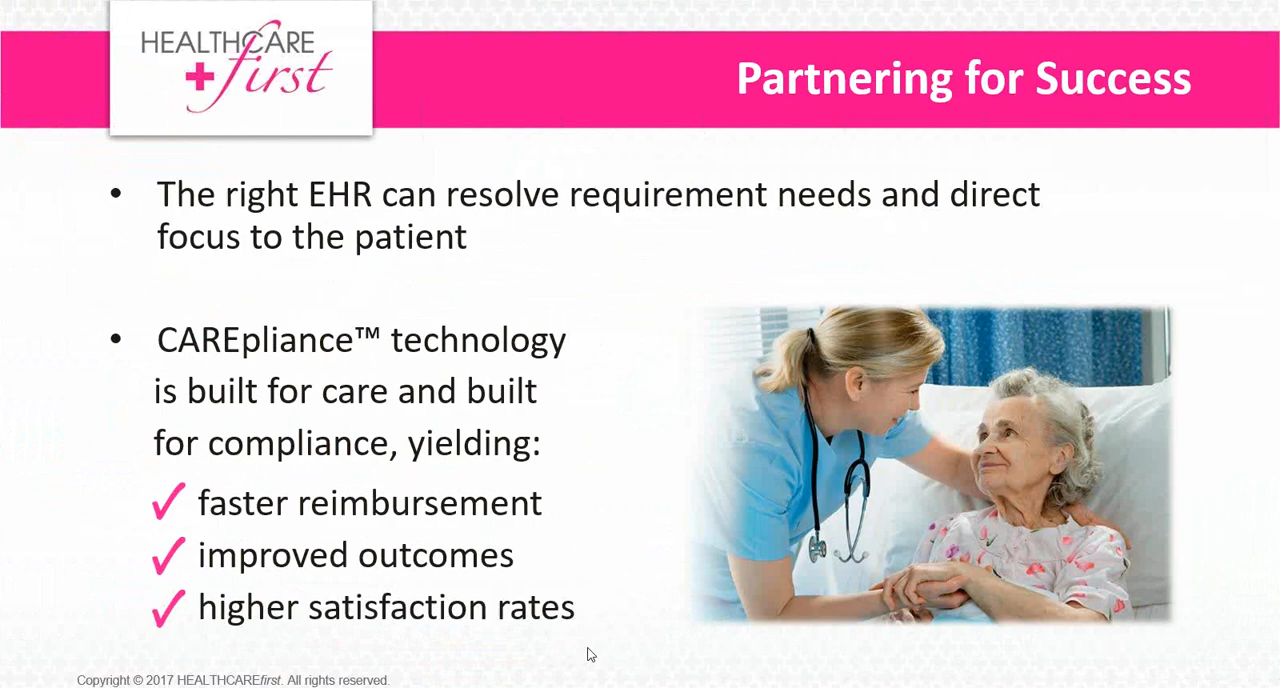 HEALTHCARE
first
Partnering for Success
• The right EHR can resolve requirement needs and direct
focus to the patient
• CAREpliance™ technology
is built for care and built
for compliance, yielding:
✓ faster reimbursement
✓ improved outcomes
✓ higher satisfaction rates
Copyright © 2017 HEALTHCAREfirst. All rights reserved.